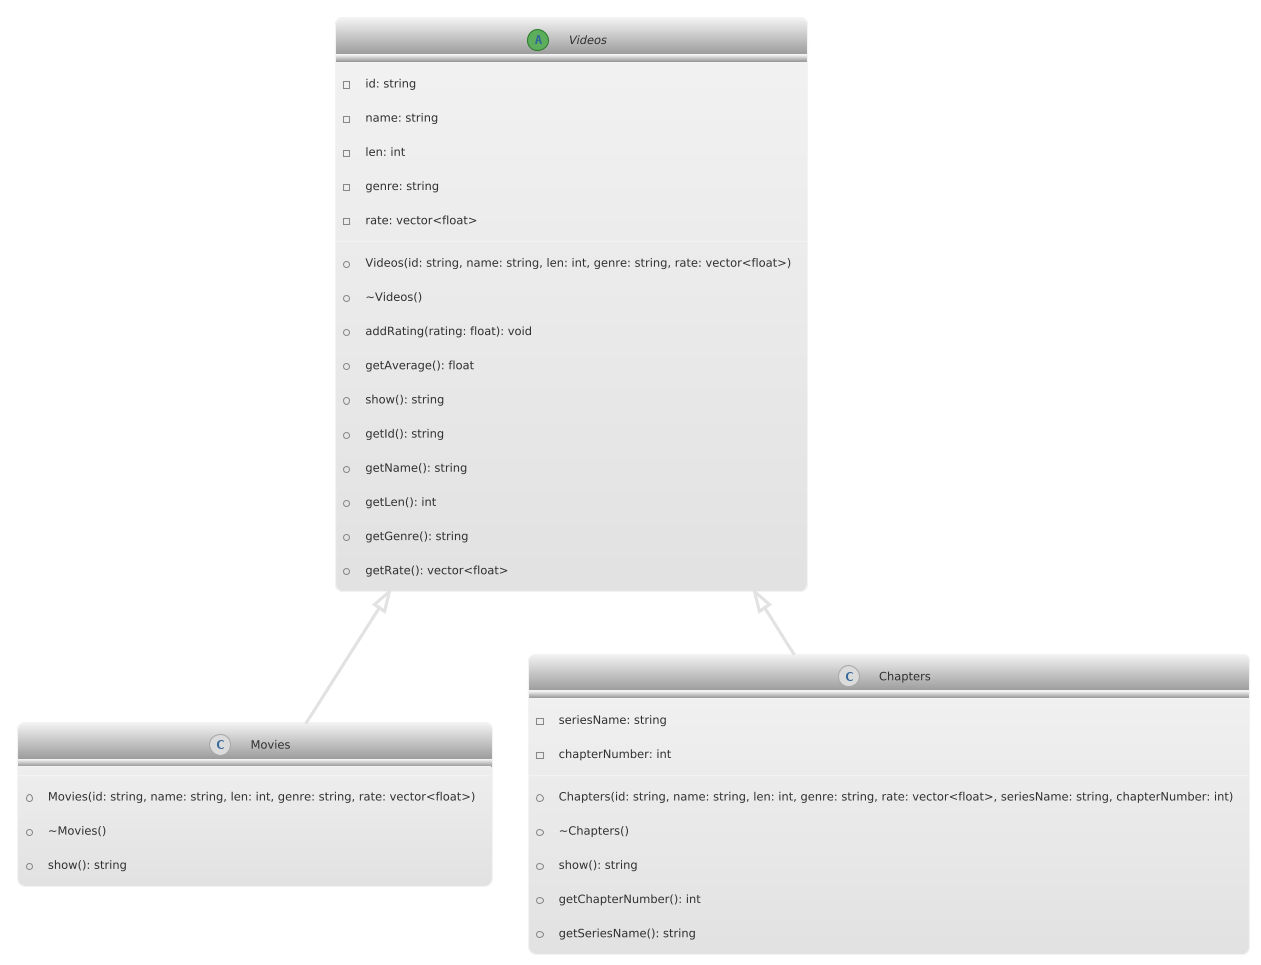 A Videos
id: string
name: string
len: int
genre: string
rate: vector<float>
Videos(id: string, name: string, len: int, genre: string, rate: vector<float>)
~Videos()
addRating(rating: float): void
getAverage(): float
show(): string
getId(): string
getName(): string
getLen(): int
getGenre(): string
getRate(): vector<float>
C Movies
Movies(id: string, name: string, len: int, genre: string, rate: vector<float>)
~Movies()
show(): string
C Chapters
seriesName: string
chapterNumber: int
Chapters(id: string, name: string, len: int, genre: string, rate: vector<float>, seriesName: string, chapterNumber: int)
~Chapters()
show(): string
getChapterNumber(): int
getSeriesName(): string